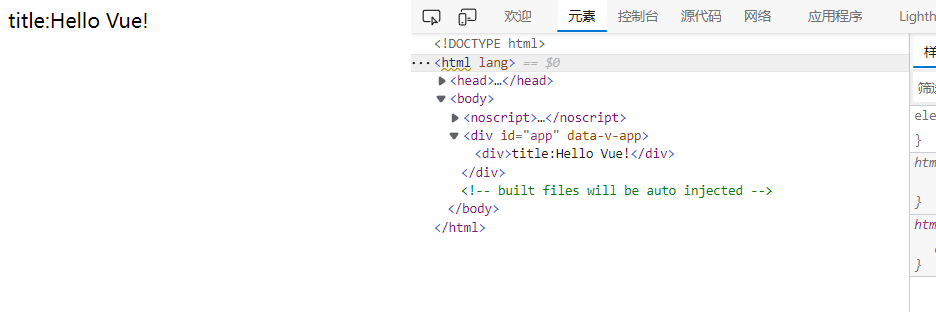 title:Hello Vue!
欢迎 元素 控制台 源代码 网络 应用程序 Lighth
<!DOCTYPE html>
···<html lang> == $0
<head>…</head>
<body>
<noscript>…</noscript>
<div id="app" data-v-app>
<div>title:Hello Vue!</div>
</div>
<!-- built files will be auto injected -->
</body>
</html>
ele
}
htm
}
htm
}